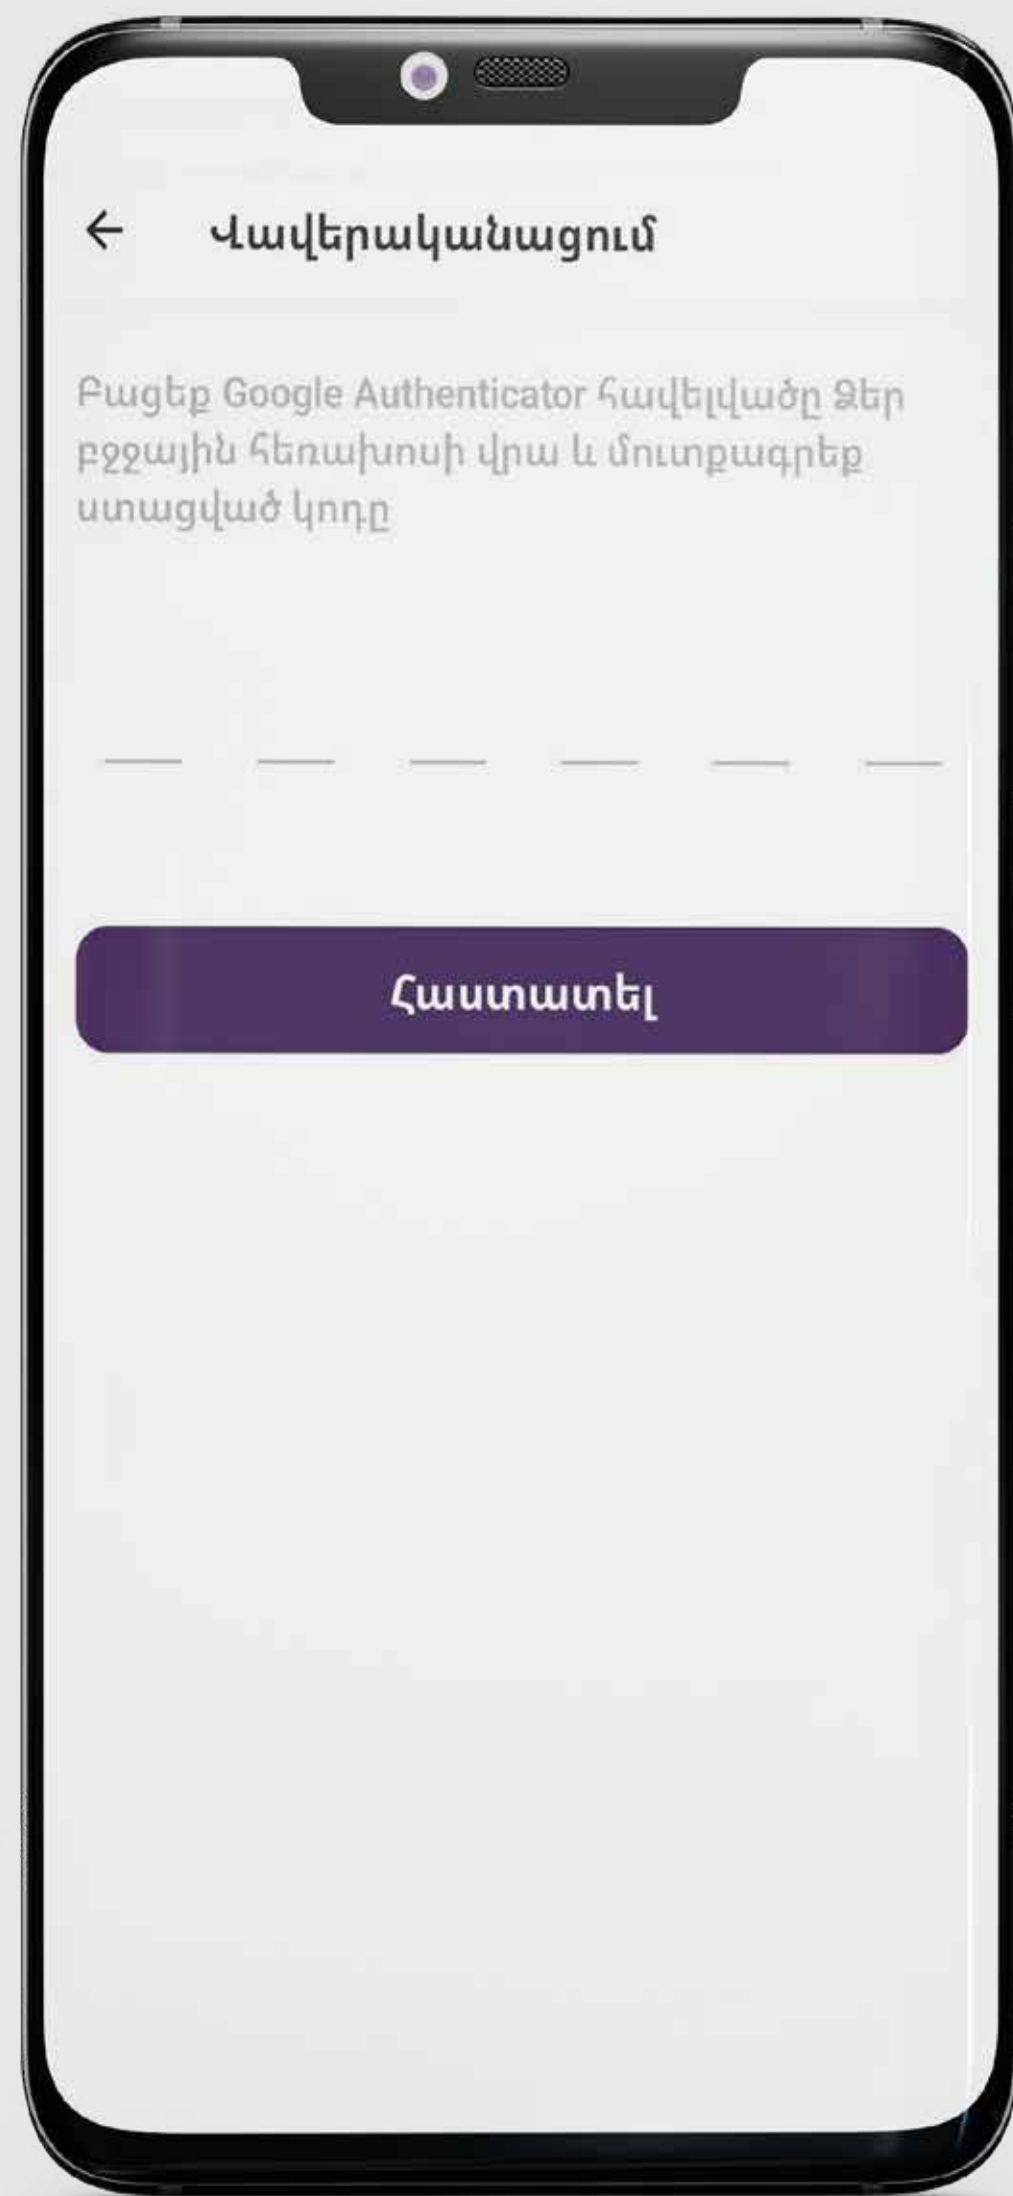 Վավերականացում
Բացեք Google Authenticator հավելվածը Ձեր
բջջային հեռախոսի վրա և մուտքագրեք
ստացված կոդը
Հաստատել